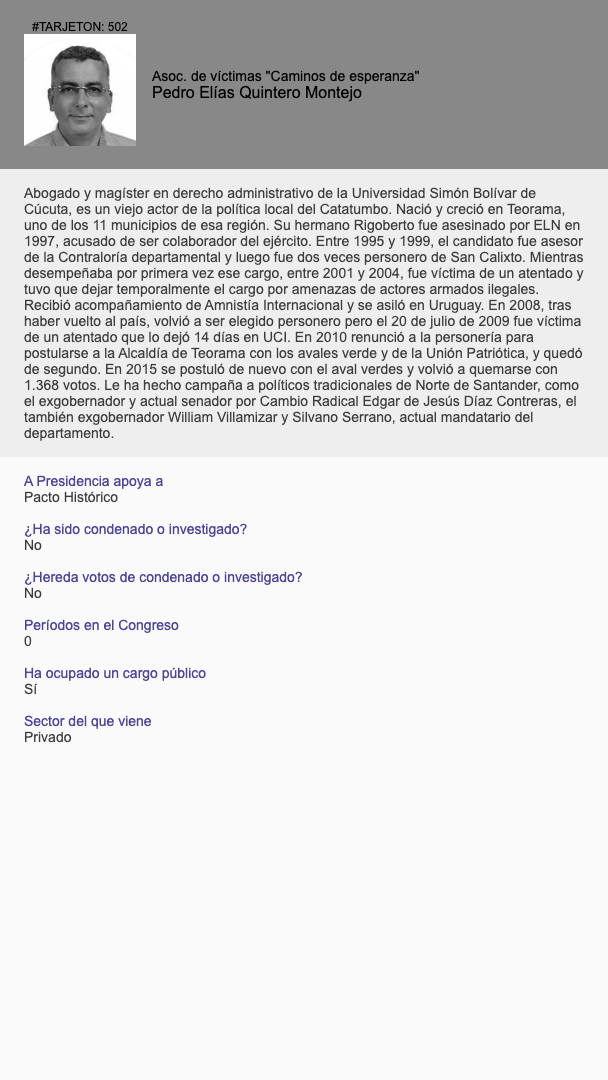 #TARJETON: 502
Asoc. de víctimas "Caminos de esperanza"
Pedro Elías Quintero Montejo
Abogado y magíster en derecho administrativo de la Universidad Simón Bolívar de
Cúcuta, es un viejo actor de la política local del Catatumbo. Nació y creció en Teorama,
uno de los 11 municipios de esa región. Su hermano Rigoberto fue asesinado por ELN en
1997, acusado de ser colaborador del ejército. Entre 1995 y 1999, el candidato fue asesor
de la Contraloría departamental y luego fue dos veces personero de San Calixto. Mientras
desempeñaba por primera vez ese cargo, entre 2001 y 2004, fue víctima de un atentado y
tuvo que dejar temporalmente el cargo por amenazas de actores armados ilegales.
Recibió acompañamiento de Amnistía Internacional y se asiló en Uruguay. En 2008, tras
haber vuelto al país, volvió a ser elegido personero pero el 20 de julio de 2009 fue víctima
de un atentado que lo dejó 14 días en UCI. En 2010 renunció a la personería para
postularse a la Alcaldía de Teorama con los avales verde y de la Unión Patriótica, y quedó
de segundo. En 2015 se postuló de nuevo con el aval verdes y volvió a quemarse con
1.368 votos. Le ha hecho campaña a políticos tradicionales de Norte de Santander, como
el exgobernador y actual senador por Cambio Radical Edgar de Jesús Díaz Contreras, el
también exgobernador William Villamizar y Silvano Serrano, actual mandatario del
departamento.
A Presidencia apoya a
Pacto Histórico
¿Ha sido condenado o investigado?
No
¿Hereda votos de condenado o investigado?
No
Períodos en el Congreso
0
Ha ocupado un cargo público
Sí
Sector del que viene
Privado